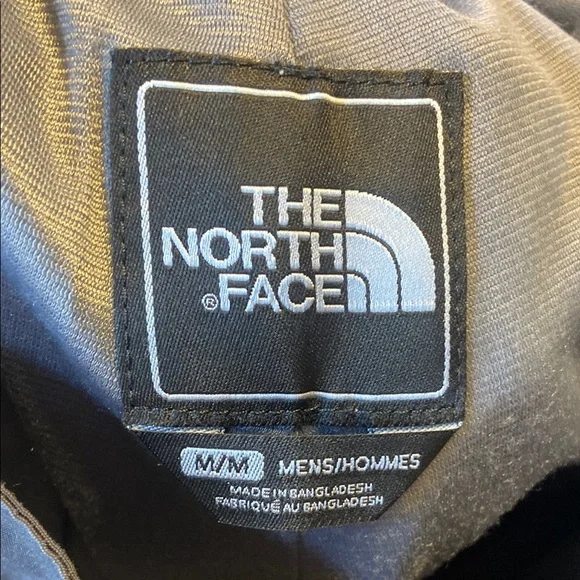 THE
NORTH
®FACE
M/M MENS/HOMMES
MADE IN BANGLADESH
FABRIQUÉ AU BANGLADESH